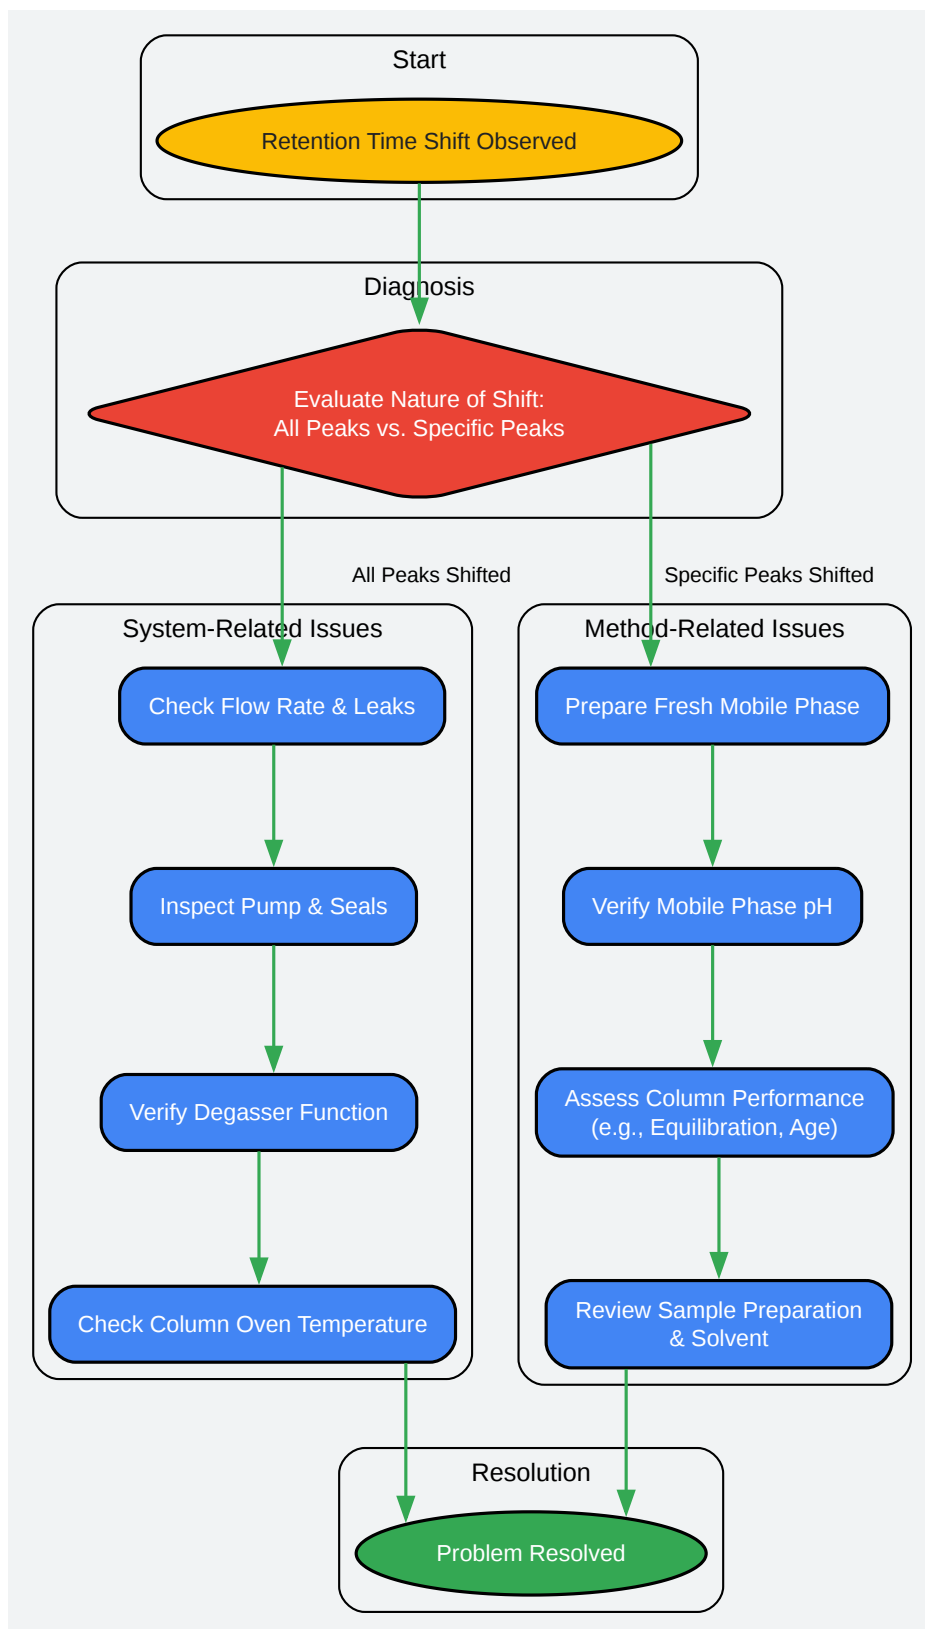 Start
Retention Time Shift Observed
Diagnosis
Evaluate Nature of Shift:
All Peaks vs. Specific Peaks
All Peaks Shifted
Specific Peaks Shifted
System-Related Issues
Check Flow Rate & Leaks
Inspect Pump & Seals
Verify Degasser Function
Check Column Oven Temperature
Method-Related Issues
Prepare Fresh Mobile Phase
Verify Mobile Phase pH
Assess Column Performance
(e.g., Equilibration, Age)
Review Sample Preparation
& Solvent
Resolution
Problem Resolved